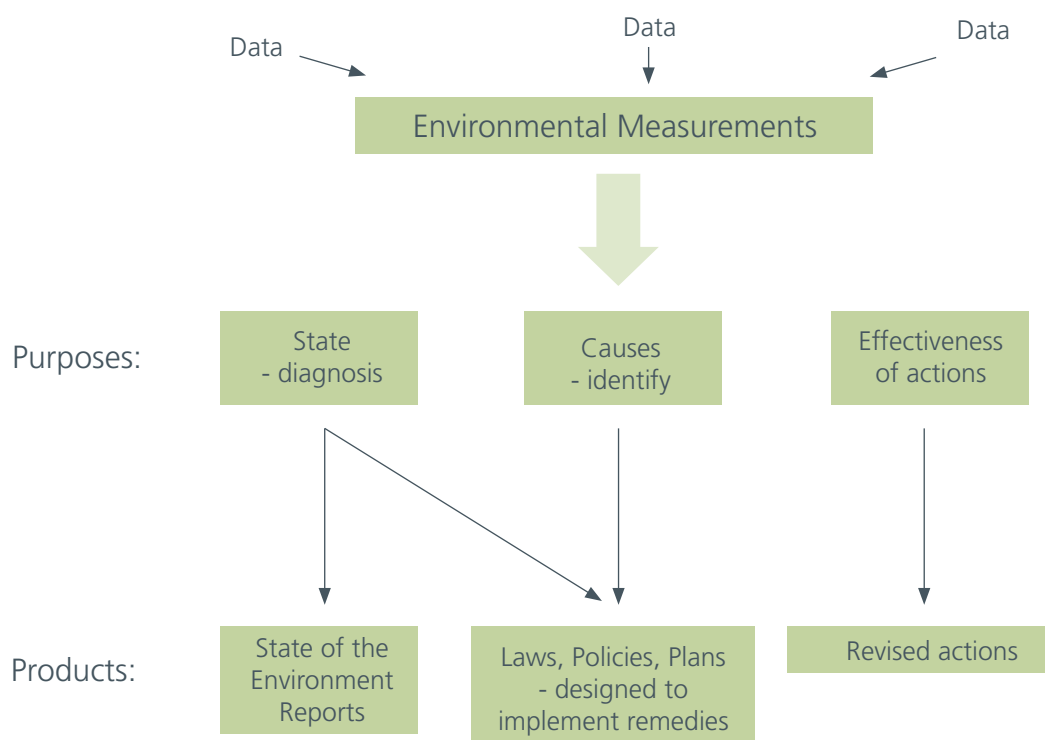 Data
Data
Data
Environmental Measurements
Purposes:
State
- diagnosis
Causes
- identify
Effectiveness
of actions
Products:
State of the
Environment
Reports
Laws, Policies, Plans
- designed to
implement remedies
Revised actions